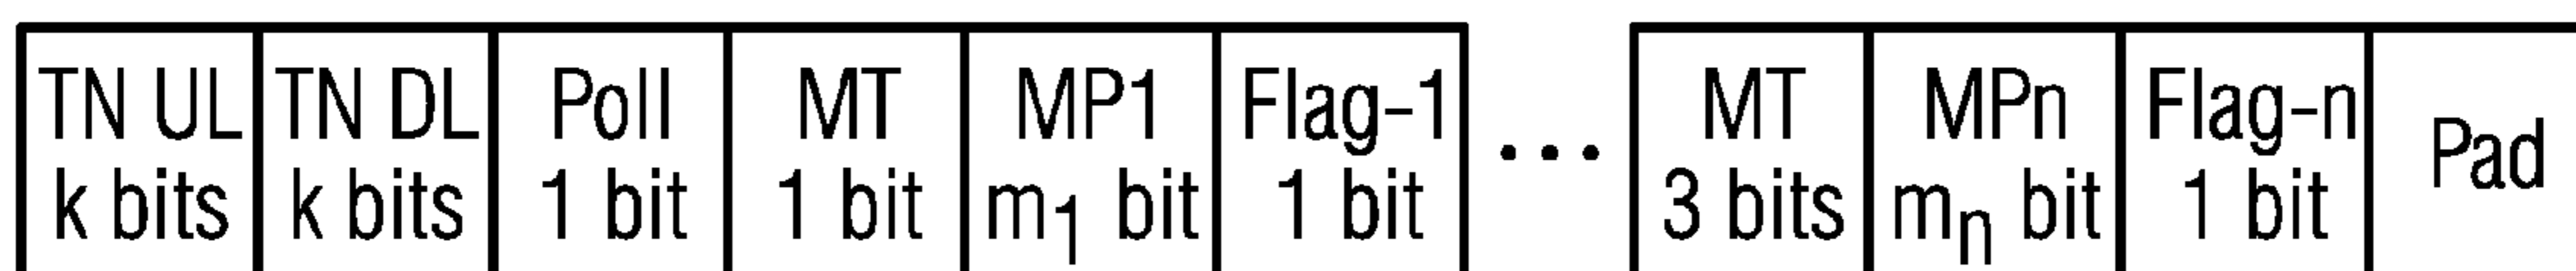 TN UL TN DL Poll MT MP1 Flag-1 ... MT MPn Flag-n Pad
k bits k bits 1 bit 1 bit m1 bit 1 bit 3 bits mn bit 1 bit